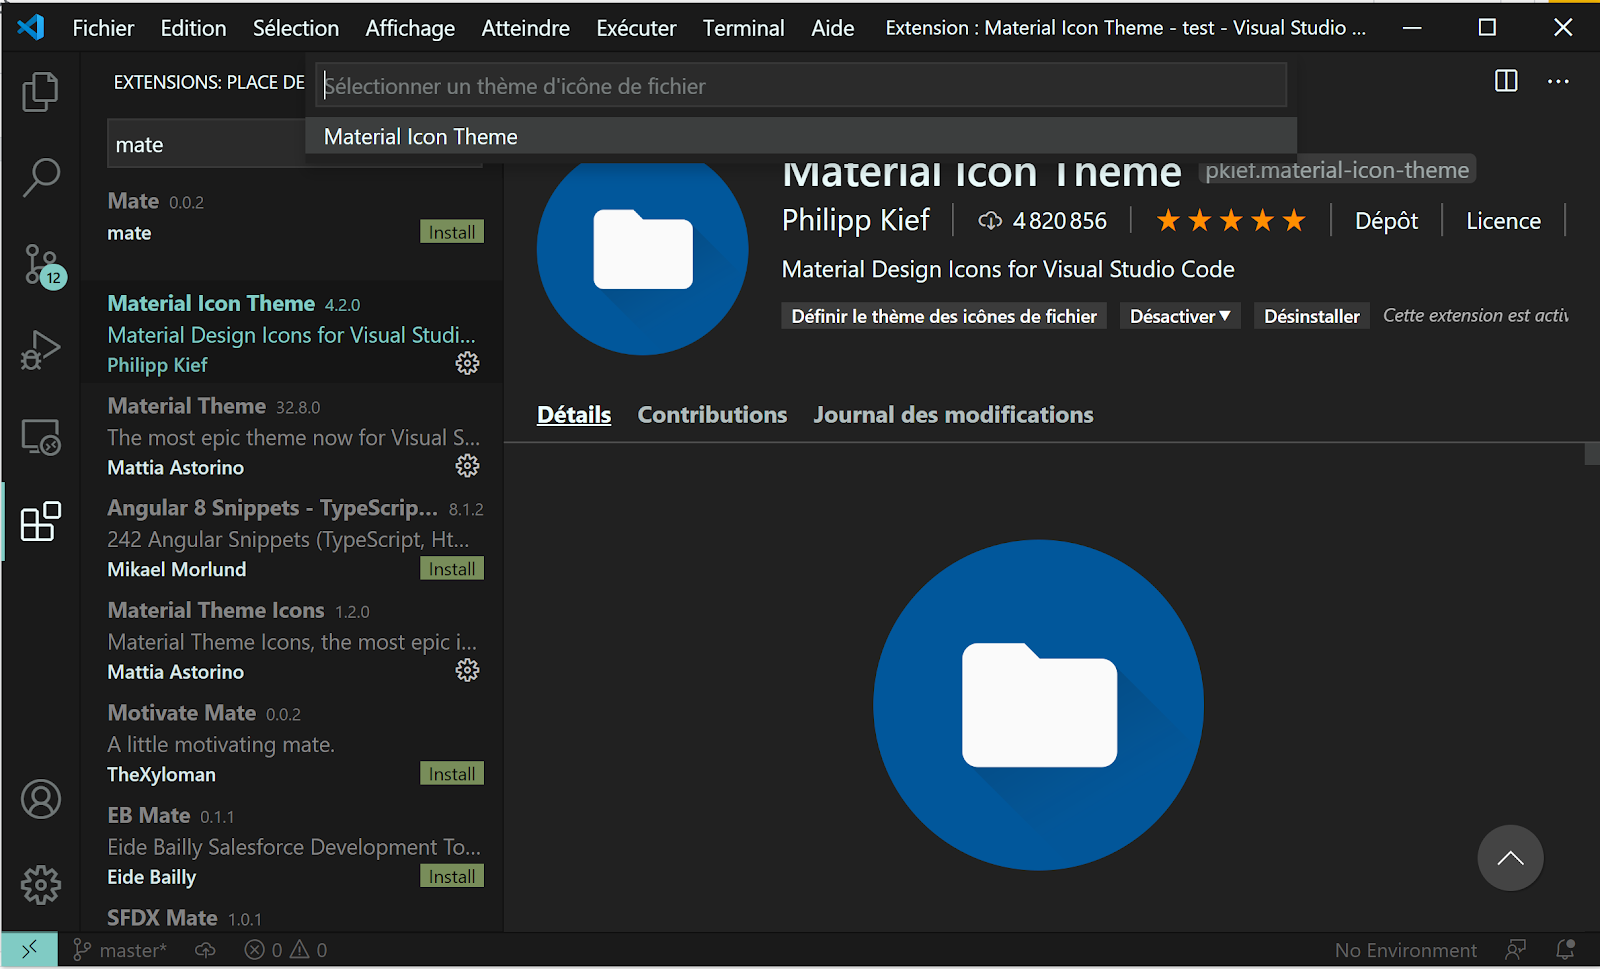 Fichier Edition Sélection Affichage Atteindre Exécuter Terminal Aide Extension : Material Icon Theme - test - Visual Studio ...
EXTENSIONS: PLACE DE
Sélectionner un thème d'icône de fichier
Material Icon Theme
mate
Mate 0.0.2
mate
Install
12
Material Icon Theme 4.2.0
Material Design Icons for Visual Studi...
Philipp Kief
Material Theme 32.8.0
The most epic theme now for Visual S...
Mattia Astorino
Angular 8 Snippets - TypeScrip... 8.1.2
242 Angular Snippets (TypeScript, Ht...
Mikael Morlund
Install
Material Theme Icons 1.2.0
Material Theme Icons, the most epic i...
Mattia Astorino
Motivate Mate 0.0.2
A little motivating mate.
TheXyloman
Install
EB Mate 0.1.1
Eide Bailly Salesforce Development To...
Eide Bailly
Install
SFDX Mate 1.0.1
Material Icon Theme pkief.material-icon-theme
Philipp Kief 4 820 856 Dépôt Licence
Material Design Icons for Visual Studio Code
Définir le thème des icônes de fichier Désactiver Désinstaller Cette extension est activ
Détails Contributions Journal des modifications
master* 0 0 No Environment